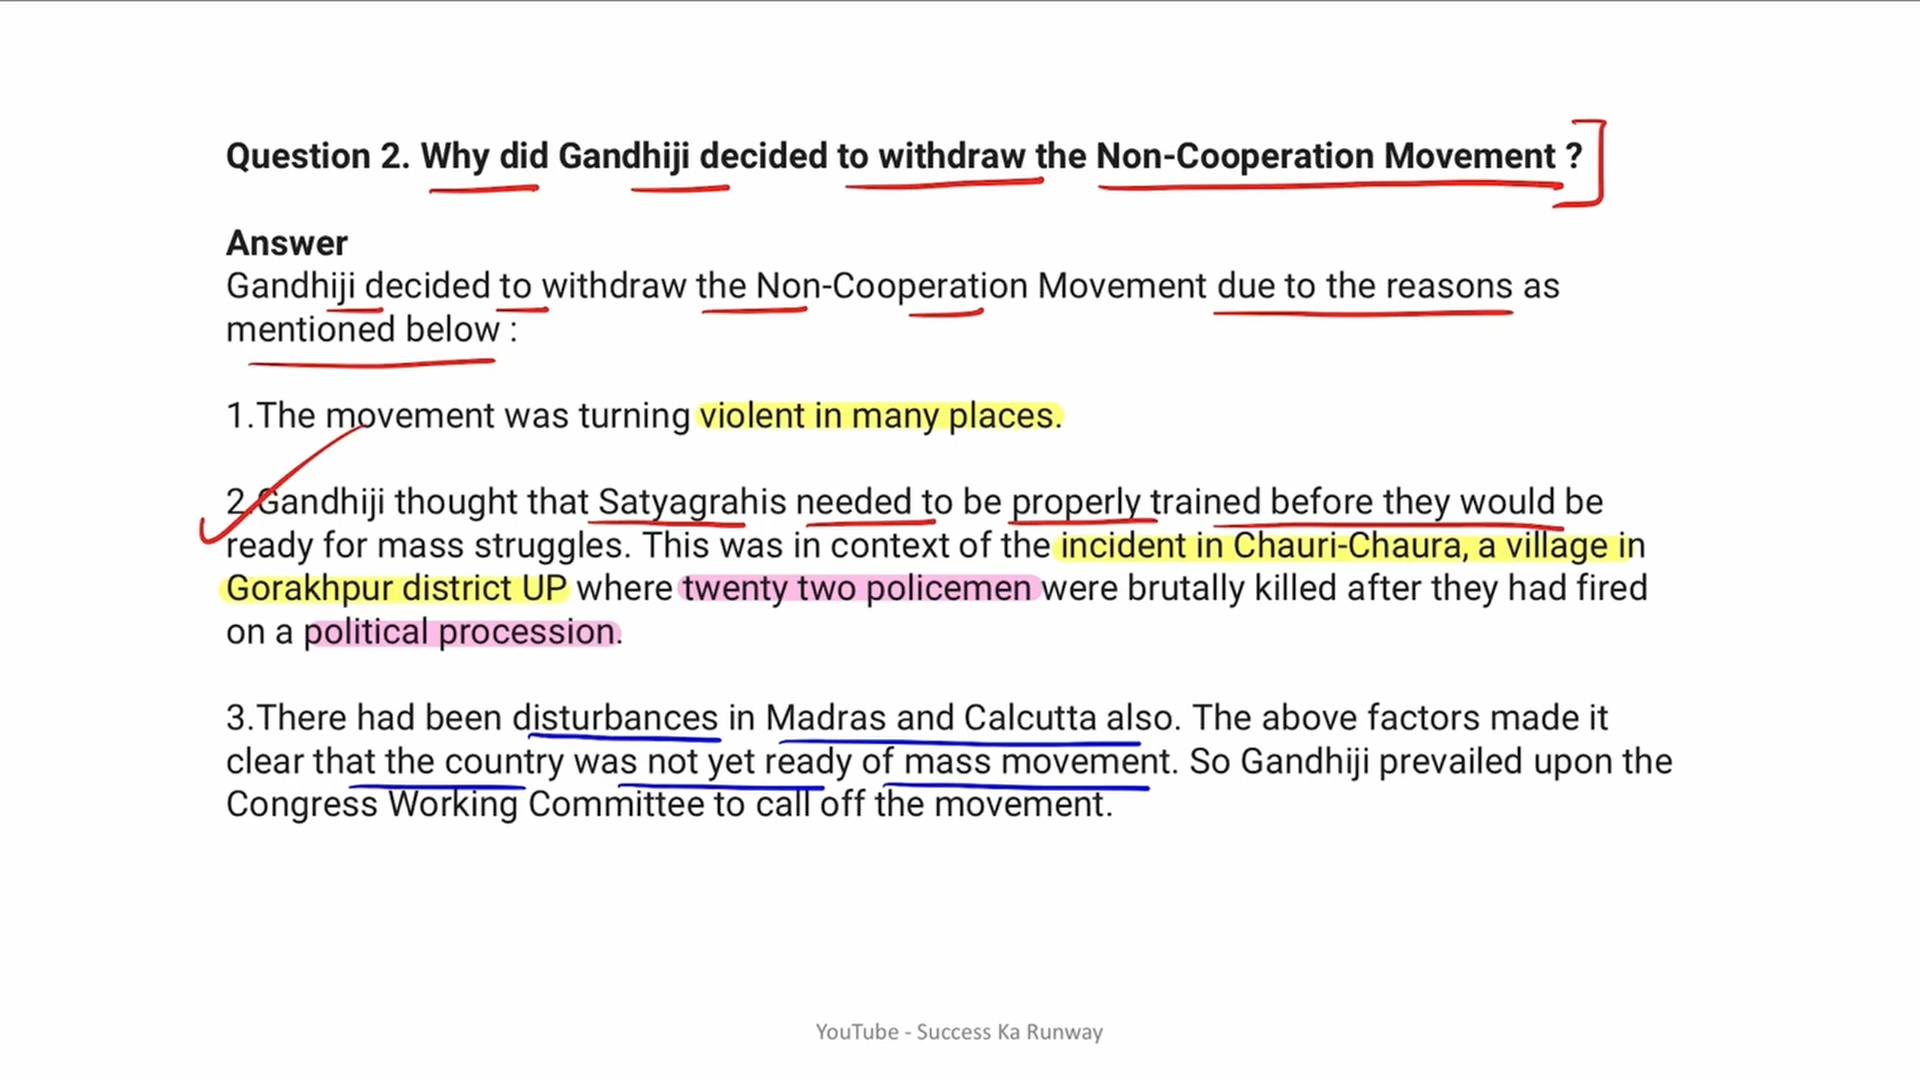 Question 2. Why did Gandhiji decided to withdraw the Non-Cooperation Movement ?
Answer
Gandhiji decided to withdraw the Non-Cooperation Movement due to the reasons as
mentioned below :
1.The movement was turning violent in many places.
2.Gandhiji thought that Satyagrahis needed to be properly trained before they would be
ready for mass struggles. This was in context of the incident in Chauri-Chaura, a village in
Gorakhpur district UP where twenty two policemen were brutally killed after they had fired
on a political procession.
3.There had been disturbances in Madras and Calcutta also. The above factors made it
clear that the country was not yet ready of mass movement. So Gandhiji prevailed upon the
Congress Working Committee to call off the movement.
YouTube - Success Ka Runway